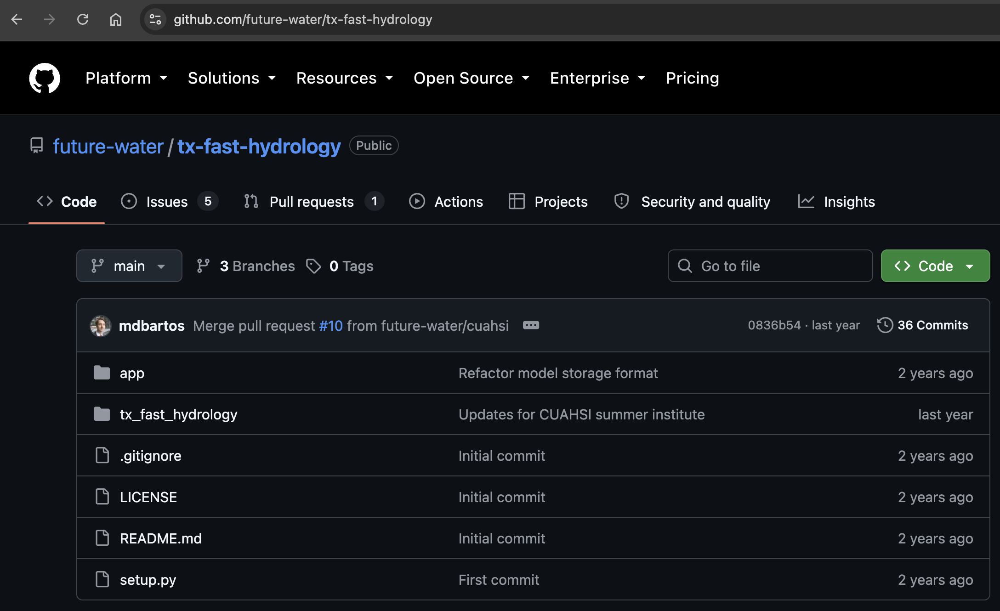 github.com/future-water/tx-fast-hydrology
Platform Solutions Resources Open Source Enterprise Pricing
future-water / tx-fast-hydrology Public
Code Issues 5 Pull requests 1 Actions Projects Security and quality Insights
main 3 Branches 0 Tags Go to file Code
mdbartos Merge pull request #10 from future-water/cuahsi 0836b54 · last year 36 Commits
app Refactor model storage format 2 years ago
tx_fast_hydrology Updates for CUAHSI summer institute last year
.gitignore Initial commit 2 years ago
LICENSE Initial commit 2 years ago
README.md Initial commit 2 years ago
setup.py First commit 2 years ago